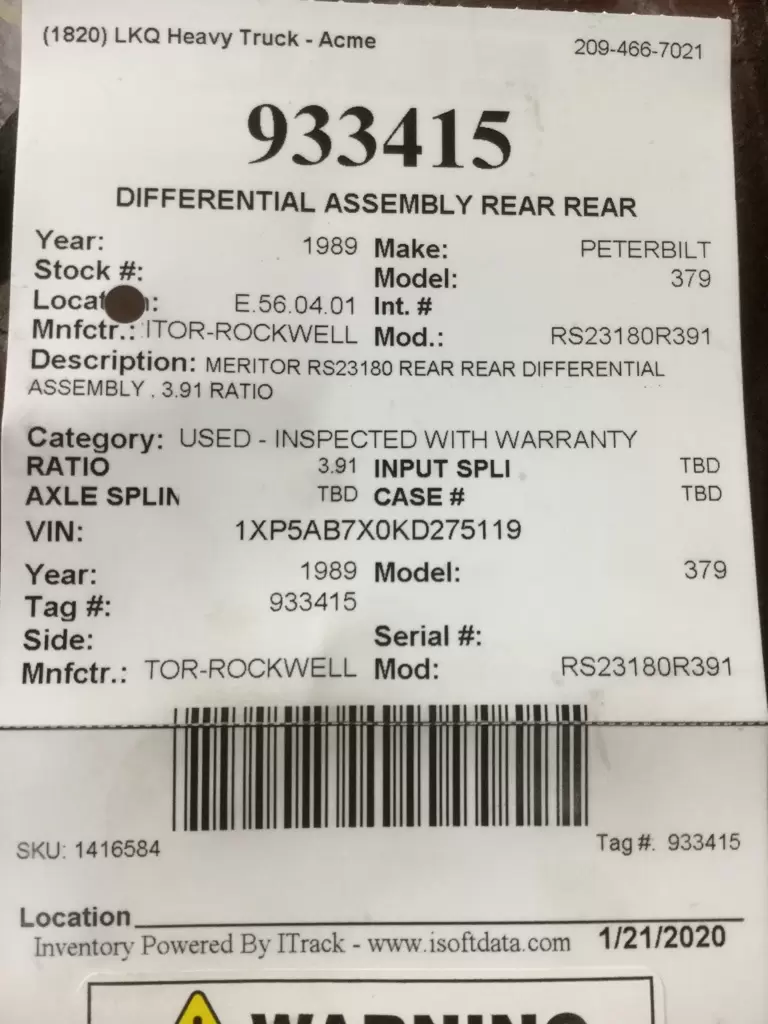 (1820) LKQ Heavy Truck - Acme 209-466-7021
933415
DIFFERENTIAL ASSEMBLY REAR REAR
Year: 1989 Make: PETERBILT
Stock #: Model: 379
Locat n: E.56.04.01 Int. #
Mnfctr.: ITOR-ROCKWELL Mod.: RS23180R391
Description: MERITOR RS23180 REAR REAR DIFFERENTIAL
ASSEMBLY , 3.91 RATIO
Category: USED - INSPECTED WITH WARRANTY
RATIO 3.91 INPUT SPLI TBD
AXLE SPLIN TBD CASE # TBD
VIN: 1XP5AB7X0KD275119
Year: 1989 Model: 379
Tag #: 933415
Side: Serial #:
Mnfctr.: TOR-ROCKWELL Mod: RS23180R391
SKU: 1416584 Tag #. 933415
Location
Inventory Powered By ITrack - www.isoftdata.com 1/21/2020
WARNING